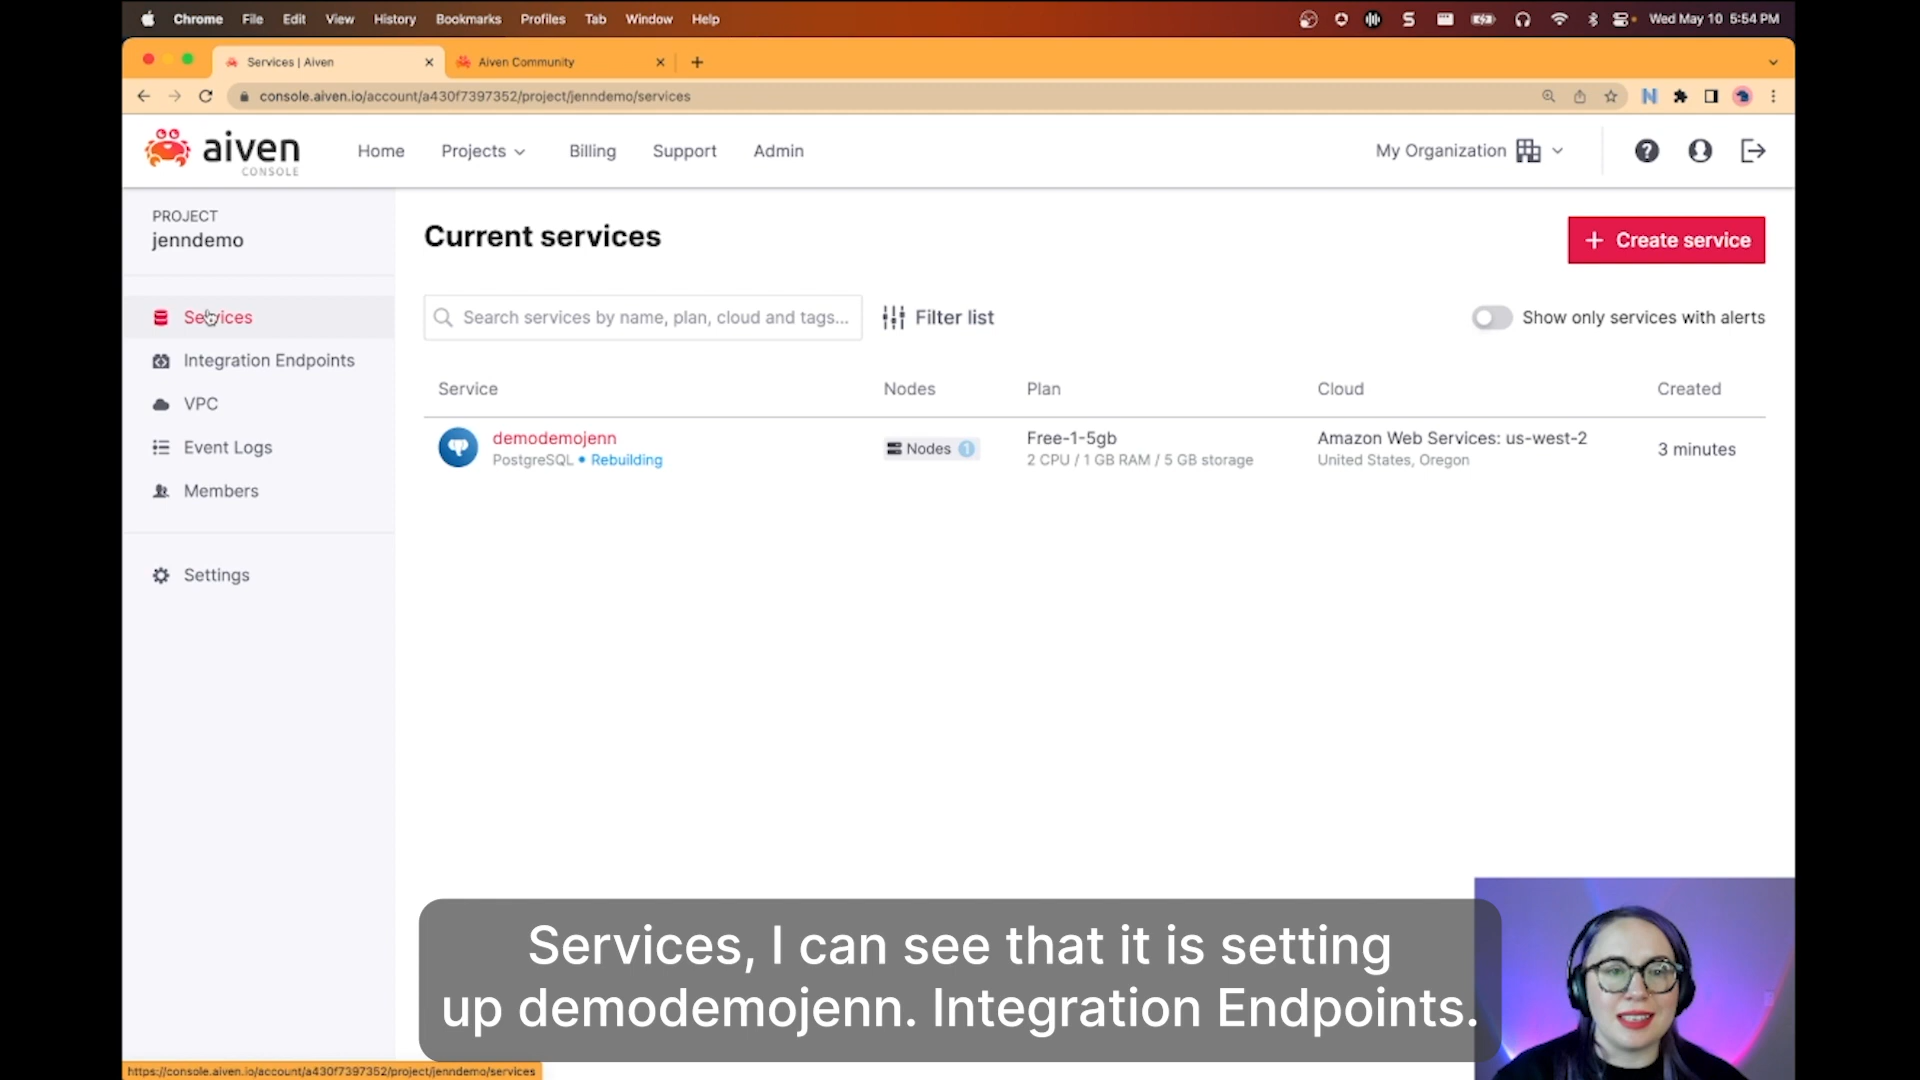 Chrome File Edit View History Bookmarks Profiles Tab Window Help
Wed May 10 5:54 PM
Services | Aiven
Aiven Community
console.aiven.io/account/a430f7397352/project/jenndemo/services
aiven
CONSOLE
Home Projects Billing Support Admin
My Organization
PROJECT
jenndemo
Services
Integration Endpoints
VPC
Event Logs
Members
Settings
Current services
+ Create service
Search services by name, plan, cloud and tags...
Filter list
Show only services with alerts
Service Nodes Plan Cloud Created
demodemojenn
PostgreSQL • Rebuilding
Nodes 1
Free-1-5gb
2 CPU / 1 GB RAM / 5 GB storage
Amazon Web Services: us-west-2
United States, Oregon
3 minutes
Services, I can see that it is setting
up demodemojenn. Integration Endpoints.
https://console.aiven.io/account/a430f7397352/project/jenndemo/services